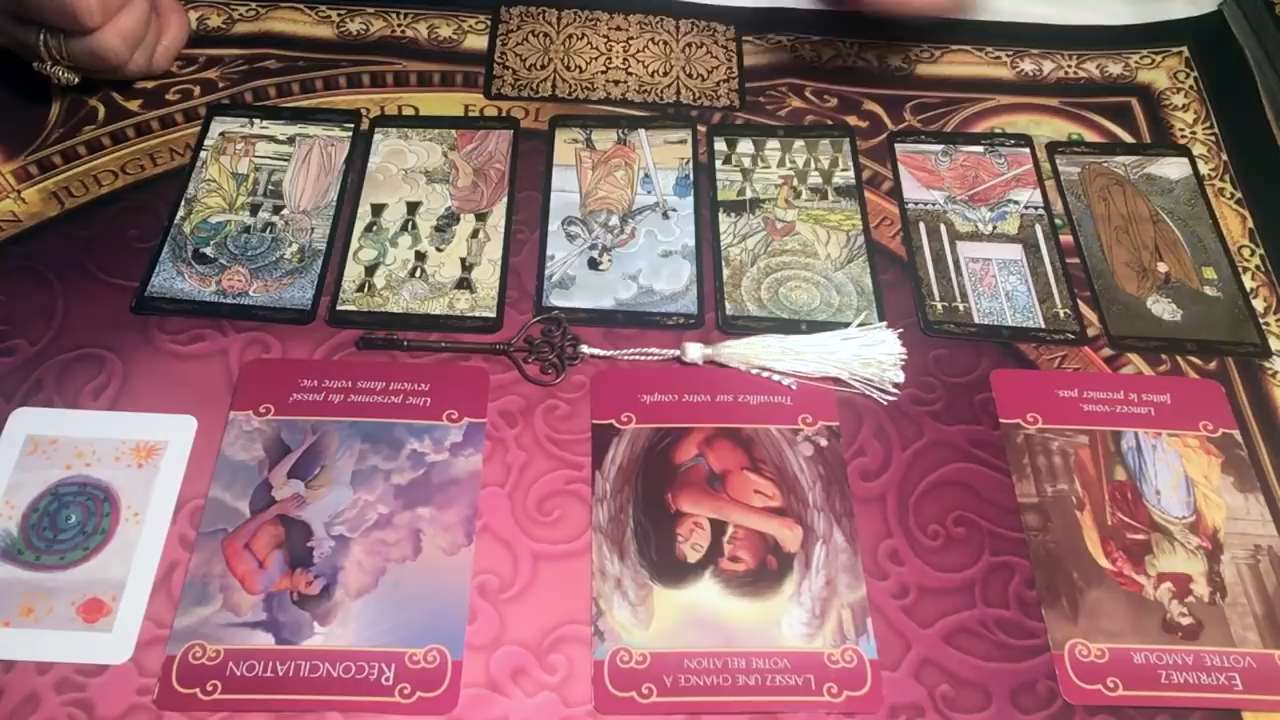 WORLD FOOL
JUDGEM
Une personne du passé
revient dans votre vie.
RÉCONCILIATION
Travaillez sur votre couple.
LAISSEZ UNE CHANCE À
VOTRE RELATION
Lancez-vous,
faites le premier pas.
EXPRIMEZ
VOTRE AMOUR